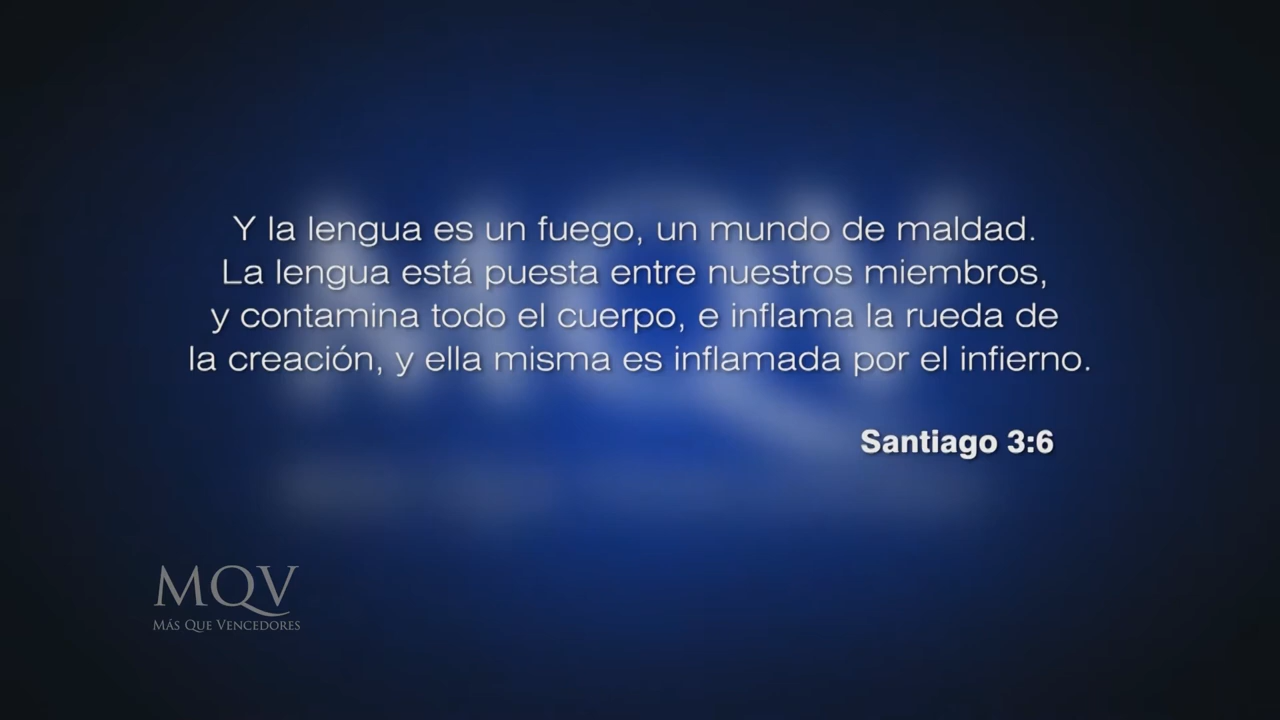 Y la lengua es un fuego, un mundo de maldad.
La lengua está puesta entre nuestros miembros,
y contamina todo el cuerpo, e inflama la rueda de
la creación, y ella misma es inflamada por el infierno.
Santiago 3:6
MQV
MÁS QUE VENCEDORES